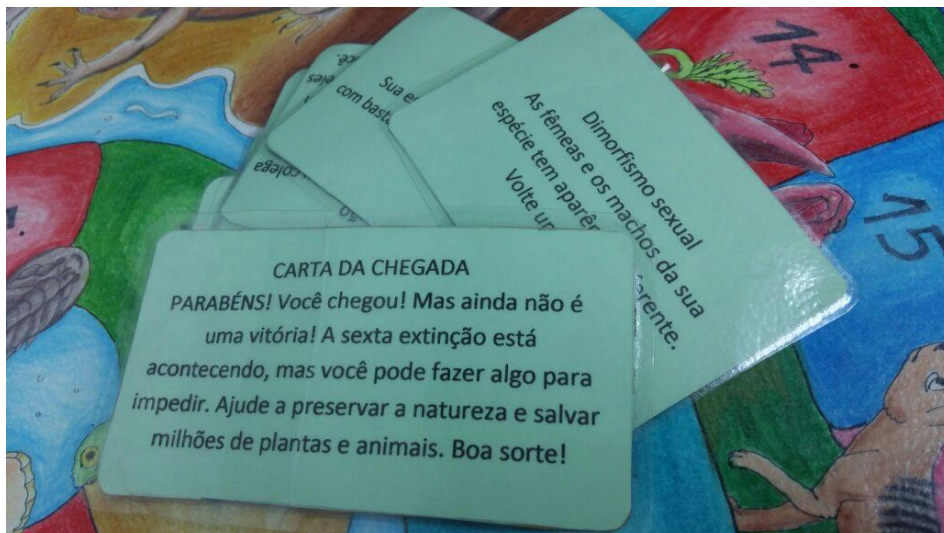 CARTA DA CHEGADA
PARABÉNS! Você chegou! Mas ainda não é
uma vitória! A sexta extinção está
acontecendo, mas você pode fazer algo para
impedir. Ajude a preservar a natureza e salvar
milhões de plantas e animais. Boa sorte!
Dimorfismo sexual
As fêmeas e os machos da sua
espécie tem
Volte
Sua
com
colega
14
15